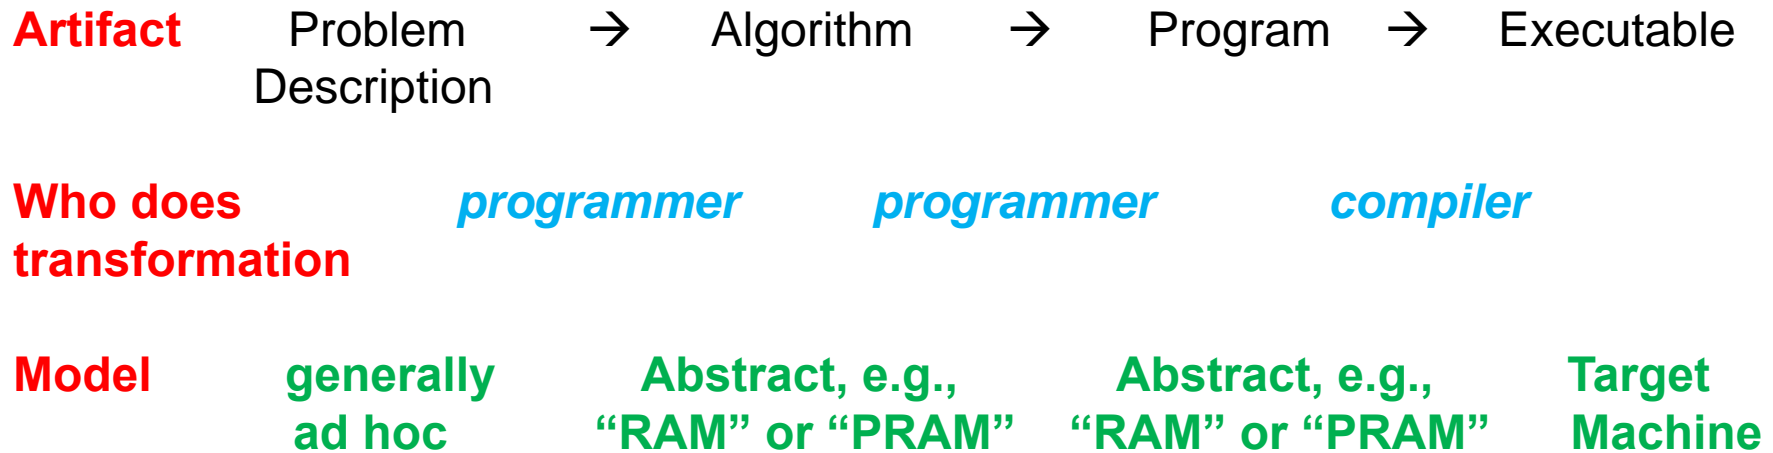 Artifact Problem → Algorithm → Program → Executable
Description
Who does programmer programmer compiler
transformation
Model generally Abstract, e.g., Abstract, e.g., Target
ad hoc “RAM” or “PRAM” “RAM” or “PRAM” Machine